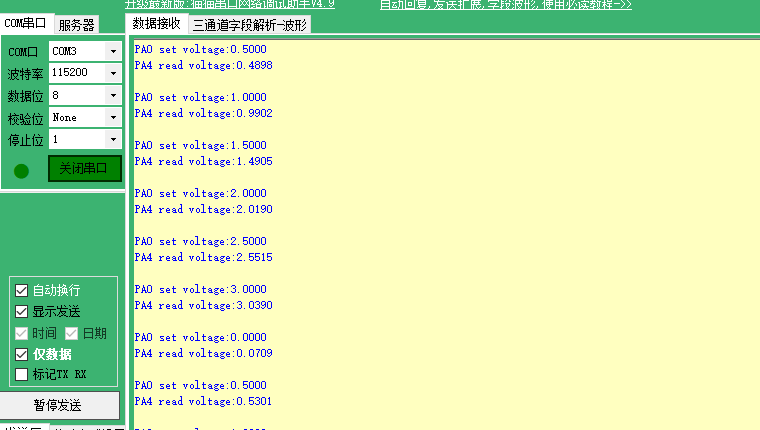 升级最新版:猫猫串口网络调试助手V4.9
自动回复,发送扩展,字段波形,使用必读教程-->>
COM串口 服务器
数据接收 三通道字段解析-波形
COM口 COM3
波特率 115200
数据位 8
校验位 None
停止位 1
关闭串口
自动换行
显示发送
时间 日期
仅数据
标记TX RX
暂停发送
PA0 set voltage:0.5000
PA4 read voltage:0.4898
PA0 set voltage:1.0000
PA4 read voltage:0.9902
PA0 set voltage:1.5000
PA4 read voltage:1.4905
PA0 set voltage:2.0000
PA4 read voltage:2.0190
PA0 set voltage:2.5000
PA4 read voltage:2.5515
PA0 set voltage:3.0000
PA4 read voltage:3.0390
PA0 set voltage:0.0000
PA4 read voltage:0.0709
PA0 set voltage:0.5000
PA4 read voltage:0.5301